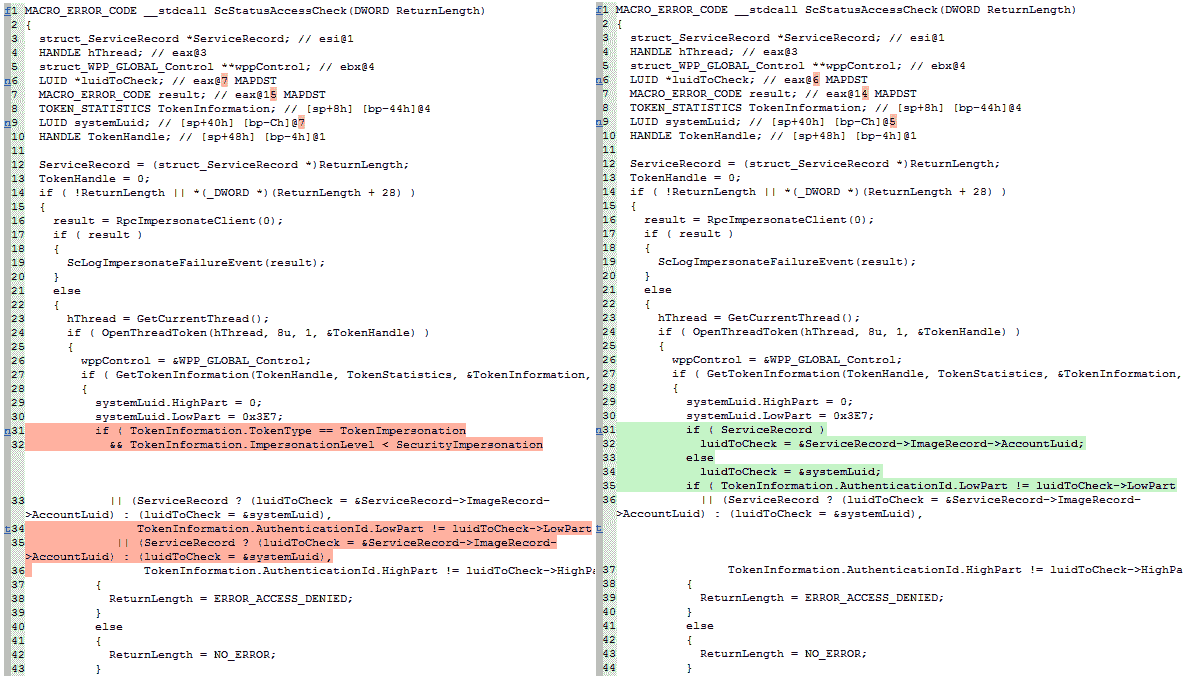 f1 MACRO_ERROR_CODE __stdcall ScStatusAccessCheck(DWORD ReturnLength)
2 {
3 struct_ServiceRecord *ServiceRecord; // esi@1
4 HANDLE hThread; // eax@3
5 struct_WPP_GLOBAL_Control **wppControl; // ebx@4
n6 LUID *luidToCheck; // eax@7 MAPDST
7 MACRO_ERROR_CODE result; // eax@15 MAPDST
8 TOKEN_STATISTICS TokenInformation; // [sp+8h] [bp-44h]@4
n9 LUID systemLuid; // [sp+40h] [bp-Ch]@7
10 HANDLE TokenHandle; // [sp+48h] [bp-4h]@1
11
12 ServiceRecord = (struct_ServiceRecord *)ReturnLength;
13 TokenHandle = 0;
14 if ( !ReturnLength || *(_DWORD *)(ReturnLength + 28) )
15 {
16 result = RpcImpersonateClient(0);
17 if ( result )
18 {
19 ScLogImpersonateFailureEvent(result);
20 }
21 else
22 {
23 hThread = GetCurrentThread();
24 if ( OpenThreadToken(hThread, 8u, 1, &TokenHandle) )
25 {
26 wppControl = &WPP_GLOBAL_Control;
27 if ( GetTokenInformation(TokenHandle, TokenStatistics, &TokenInformation,
28 {
29 systemLuid.HighPart = 0;
30 systemLuid.LowPart = 0x3E7;
n31 if ( TokenInformation.TokenType == TokenImpersonation
32 && TokenInformation.ImpersonationLevel < SecurityImpersonation
33 || (ServiceRecord ? (luidToCheck = &ServiceRecord->ImageRecord-
>AccountLuid) : (luidToCheck = &systemLuid),
t34 TokenInformation.AuthenticationId.LowPart != luidToCheck->LowPart
35 || (ServiceRecord ? (luidToCheck = &ServiceRecord->ImageRecord-
>AccountLuid) : (luidToCheck = &systemLuid),
36 TokenInformation.AuthenticationId.HighPart != luidToCheck->HighPa
37 {
38 ReturnLength = ERROR_ACCESS_DENIED;
39 }
40 else
41 {
42 ReturnLength = NO_ERROR;
43 }
f1 MACRO_ERROR_CODE __stdcall ScStatusAccessCheck(DWORD ReturnLength)
2 {
3 struct_ServiceRecord *ServiceRecord; // esi@1
4 HANDLE hThread; // eax@3
5 struct_WPP_GLOBAL_Control **wppControl; // ebx@4
n6 LUID *luidToCheck; // eax@6 MAPDST
7 MACRO_ERROR_CODE result; // eax@14 MAPDST
8 TOKEN_STATISTICS TokenInformation; // [sp+8h] [bp-44h]@4
n9 LUID systemLuid; // [sp+40h] [bp-Ch]@5
10 HANDLE TokenHandle; // [sp+48h] [bp-4h]@1
11
12 ServiceRecord = (struct_ServiceRecord *)ReturnLength;
13 TokenHandle = 0;
14 if ( !ReturnLength || *(_DWORD *)(ReturnLength + 28) )
15 {
16 result = RpcImpersonateClient(0);
17 if ( result )
18 {
19 ScLogImpersonateFailureEvent(result);
20 }
21 else
22 {
23 hThread = GetCurrentThread();
24 if ( OpenThreadToken(hThread, 8u, 1, &TokenHandle) )
25 {
26 wppControl = &WPP_GLOBAL_Control;
27 if ( GetTokenInformation(TokenHandle, TokenStatistics, &TokenInformation,
28 {
29 systemLuid.HighPart = 0;
30 systemLuid.LowPart = 0x3E7;
n31 if ( ServiceRecord )
32 luidToCheck = &ServiceRecord->ImageRecord->AccountLuid;
33 else
34 luidToCheck = &systemLuid;
35 if ( TokenInformation.AuthenticationId.LowPart != luidToCheck->LowPart
36 || (ServiceRecord ? (luidToCheck = &ServiceRecord->ImageRecord-
>AccountLuid) : (luidToCheck = &systemLuid),
t
37 TokenInformation.AuthenticationId.HighPart != luidToCheck->HighPa
38 {
39 ReturnLength = ERROR_ACCESS_DENIED;
40 }
41 else
42 {
43 ReturnLength = NO_ERROR;
44 }